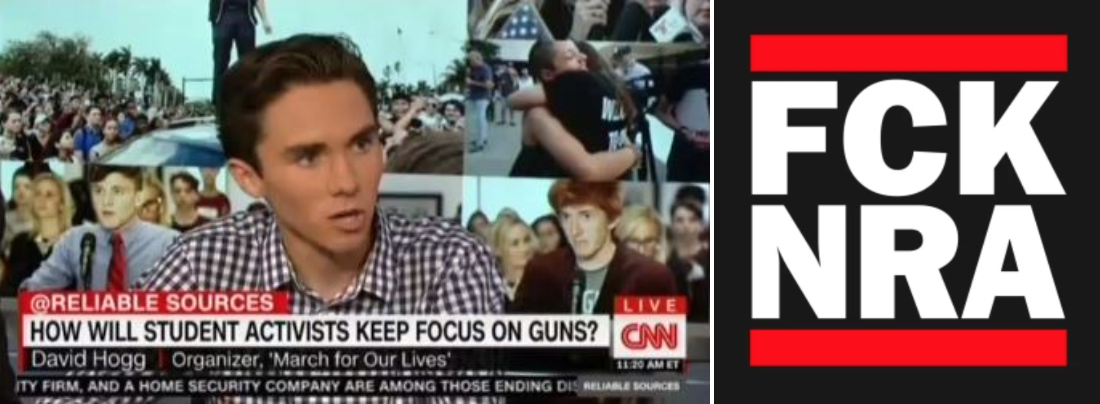 @RELIABLE SOURCES
HOW WILL STUDENT ACTIVISTS KEEP FOCUS ON GUNS?
David Hogg | Organizer, 'March for Our Lives'
LIVE
CNN
11:20 AM ET
ITY FIRM, AND A HOME SECURITY COMPANY ARE AMONG THOSE ENDING DIS
RELIABLE SOURCES
FCK
NRA